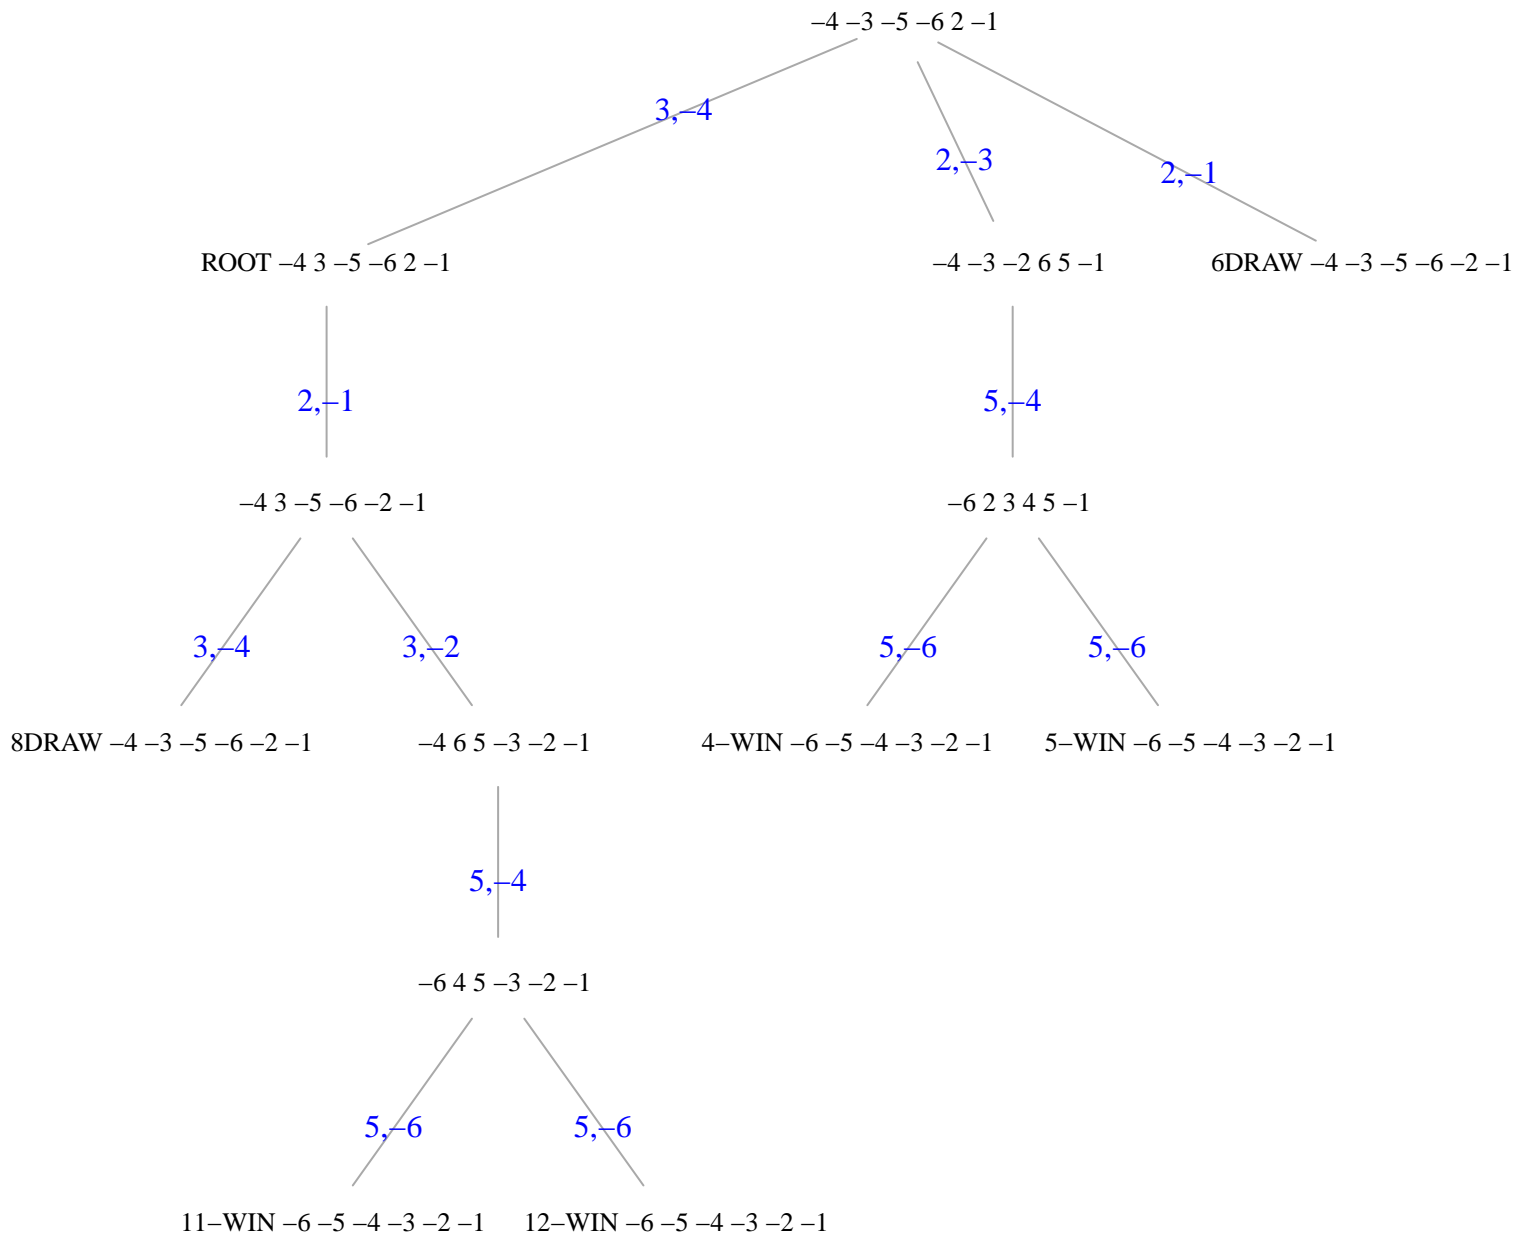 –4 –3 –5 –6 2 –1
3,–4
2,–3
2,–1
ROOT –4 3 –5 –6 2 –1
–4 –3 –2 6 5 –1
6DRAW –4 –3 –5 –6 –2 –1
2,–1
5,–4
–4 3 –5 –6 –2 –1
–6 2 3 4 5 –1
3,–4
3,–2
5,–6
5,–6
8DRAW –4 –3 –5 –6 –2 –1
–4 6 5 –3 –2 –1
4–WIN –6 –5 –4 –3 –2 –1
5–WIN –6 –5 –4 –3 –2 –1
5,–4
–6 4 5 –3 –2 –1
5,–6
5,–6
11–WIN –6 –5 –4 –3 –2 –1
12–WIN –6 –5 –4 –3 –2 –1